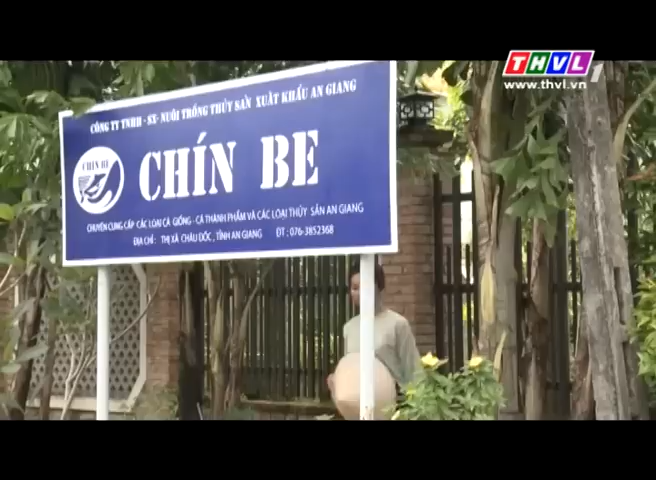 THVL1
www.thvl.vn
CÔNG TY TNHH - SX- NUÔI TRỒNG THỦY SẢN XUẤT KHẨU AN GIANG
CHÍN BE
CHÍN BE
CHUYÊN CUNG CẤP CÁC LOẠI CÁ GIỐNG - CÁ THÀNH PHẨM VÀ CÁC LOẠI THỦY SẢN AN GIANG
ĐỊA CHỈ : THỊ XÃ CHÂU ĐỐC , TỈNH AN GIANG ĐT: 076-3852368